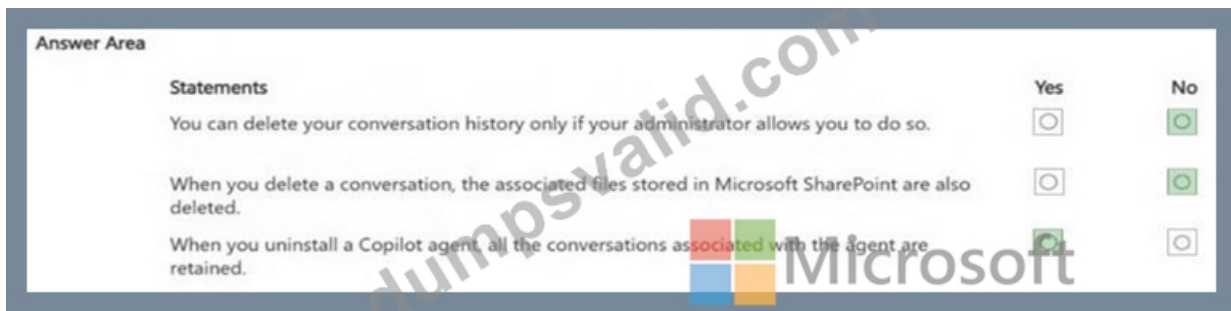 Answer Area
Statements Yes No
You can delete your conversation history only if your administrator allows you to do so.
When you delete a conversation, the associated files stored in Microsoft SharePoint are also
deleted.
When you uninstall a Copilot agent, all the conversations associated with the agent are
retained.
dumpsvalid.com
Microsoft